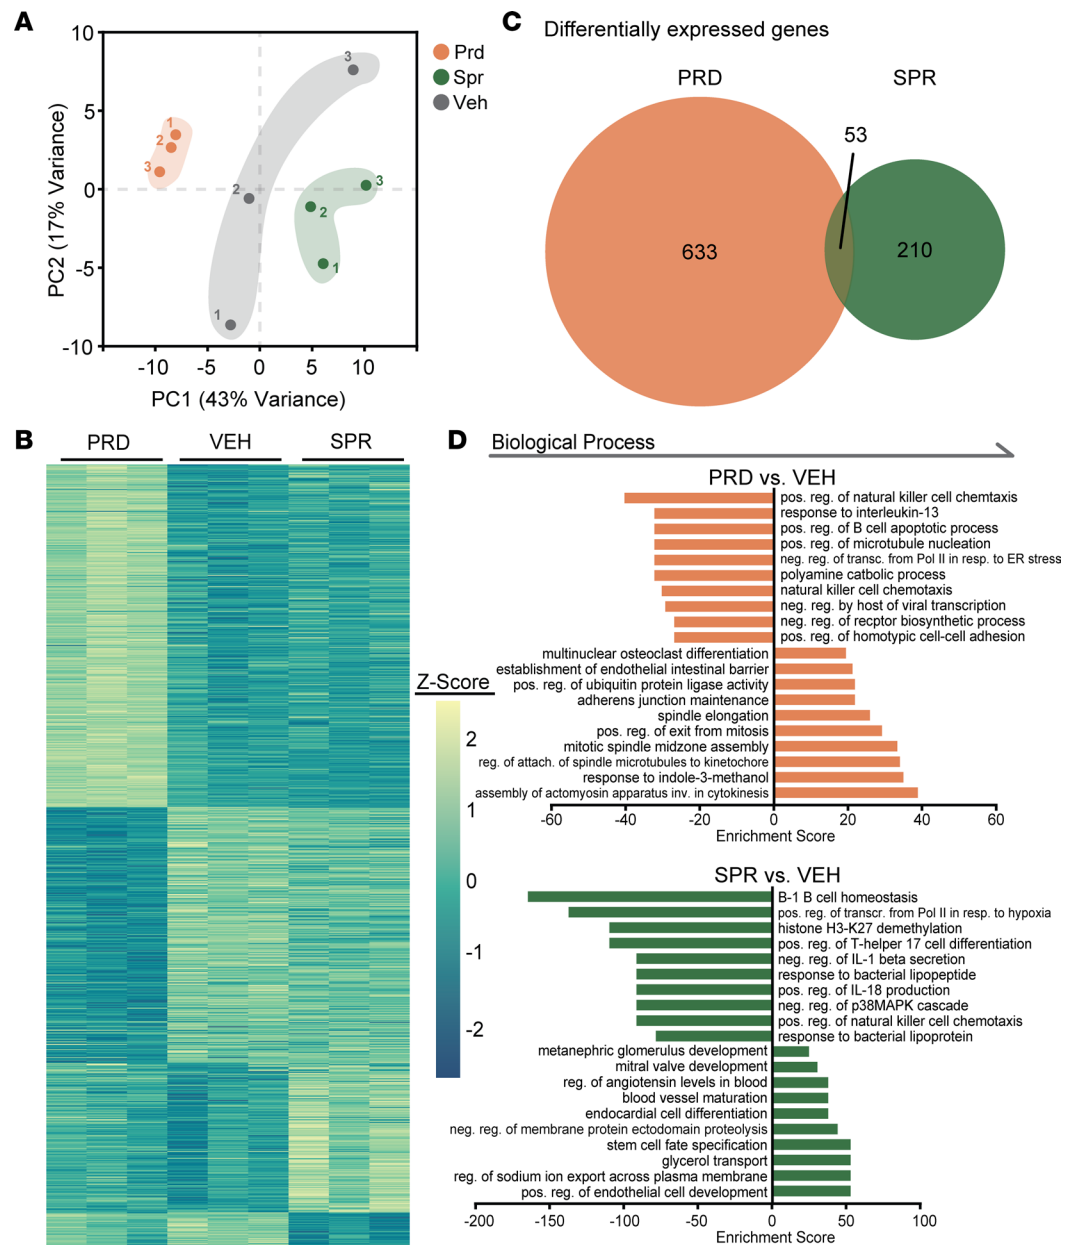 A
10
5
0
-5
-10
PC2 (17% Variance)
-10
-5
0
5
10
PC1 (43% Variance)
1
2
3
3
2
1
3
2
1
Prd
Spr
Veh
C
Differentially expressed genes
PRD
SPR
53
633
210
B
PRD
VEH
SPR
Z-Score
2
1
0
-1
-2
D
Biological Process
PRD vs. VEH
pos. reg. of natural killer cell chemtaxis
response to interleukin-13
pos. reg. of B cell apoptotic process
pos. reg. of microtubule nucleation
neg. reg. of transc. from Pol II in resp. to ER stress
polyamine catbolic process
natural killer cell chemotaxis
neg. reg. by host of viral transcription
neg. reg. of recptor biosynthetic process
pos. reg. of homotypic cell-cell adhesion
multinuclear osteoclast differentiation
establishment of endothelial intestinal barrier
pos. reg. of ubiquitin protein ligase activity
adherens junction maintenance
spindle elongation
pos. reg. of exit from mitosis
mitotic spindle midzone assembly
reg. of attach. of spindle microtubules to kinetochore
response to indole-3-methanol
assembly of actomyosin apparatus inv. in cytokinesis
-60
-40
-20
0
20
40
60
Enrichment Score
SPR vs. VEH
B-1 B cell homeostasis
pos. reg. of transcr. from Pol II in resp. to hypoxia
histone H3-K27 demethylation
pos. reg. of T-helper 17 cell differentiation
neg. reg. of IL-1 beta secretion
response to bacterial lipopeptide
pos. reg. of IL-18 production
neg. reg. of p38MAPK cascade
pos. reg. of natural killer cell chemotaxis
response to bacterial lipoprotein
metanephric glomerulus development
mitral valve development
reg. of angiotensin levels in blood
blood vessel maturation
endocardial cell differentiation
neg. reg. of membrane protein ectodomain proteolysis
stem cell fate specification
glycerol transport
reg. of sodium ion export across plasma membrane
pos. reg. of endothelial cell development
-200
-150
-100
-50
0
50
100
Enrichment Score